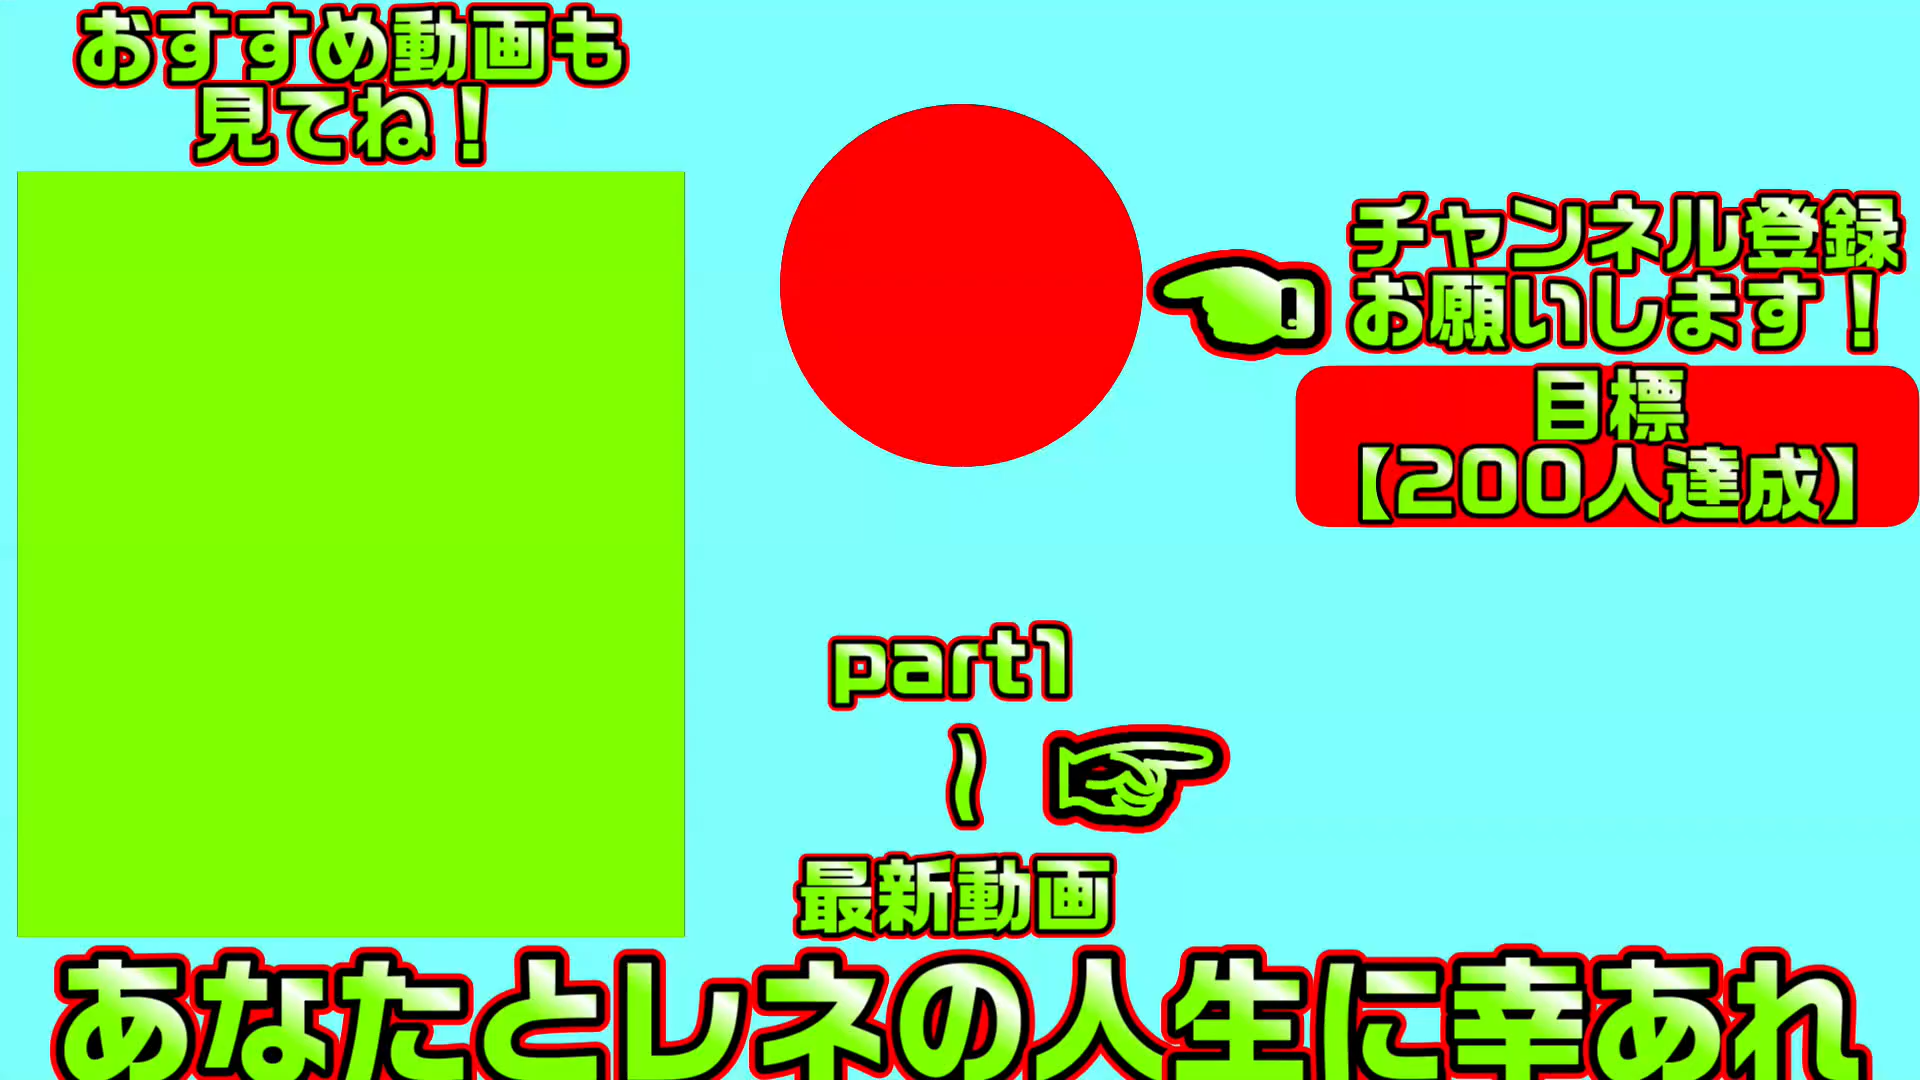 おすすめ動画も
見てね！
チャンネル登録
お願いします！
目標
【200人達成】
part1
～
最新動画
あなたとレネの人生に幸あれ